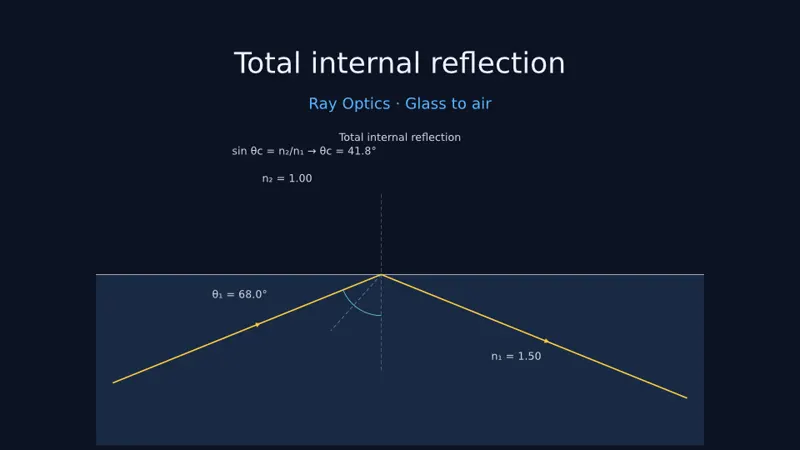 Total internal reflection
Ray Optics · Glass to air
Total internal reflection
sin θc = n₂/n₁ → θc = 41.8°
n₂ = 1.00
θ₁ = 68.0°
n₁ = 1.50